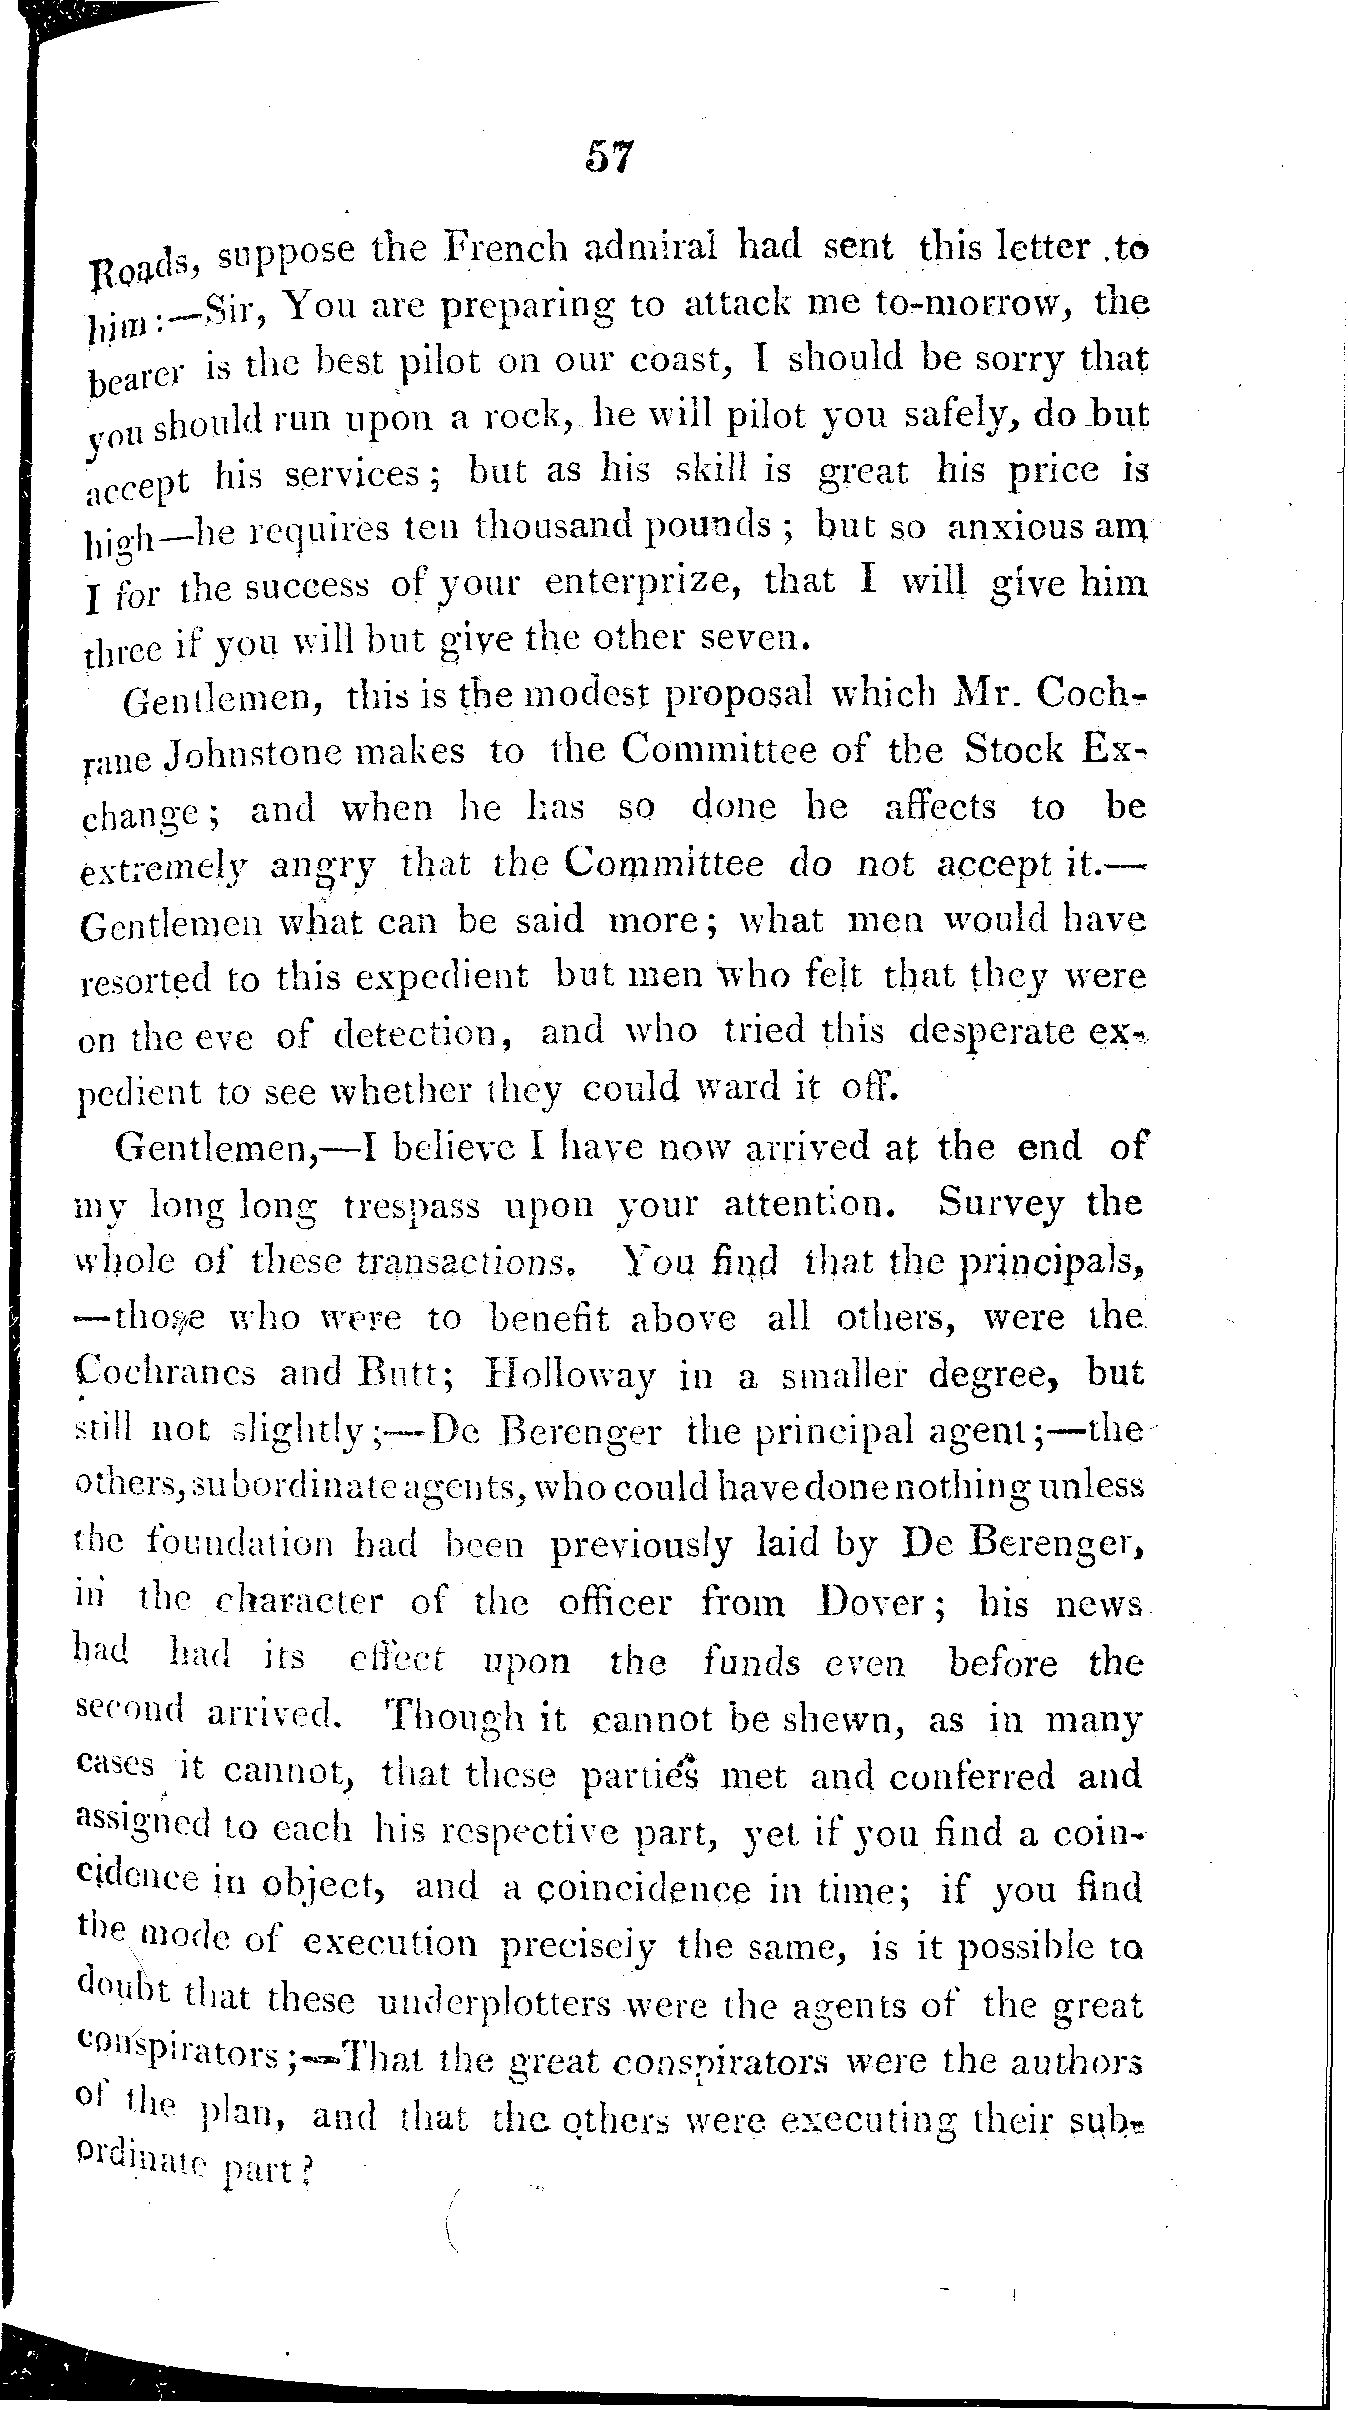 57
Roads, suppose the French admiral had sent this letter to
him:—Sir, You are preparing to attack me to-morrow, the
bearer is the best pilot on our coast, I should be sorry that
you should run upon a rock, he will pilot you safely, do but
accept his services; but as his skill is great his price is
high—he requires ten thousand pounds; but so anxious am
I for the success of your enterprize, that I will give him
three if you will but give the other seven.
Gentlemen, this is the modest proposal which Mr. Coch-
rane Johnstone makes to the Committee of the Stock Ex-
change; and when he has so done he affects to be
extremely angry that the Committee do not accept it.—
Gentlemen what can be said more; what men would have
resorted to this expedient but men who felt that they were
on the eve of detection, and who tried this desperate ex-
pedient to see whether they could ward it off.
Gentlemen,—I believe I have now arrived at the end of
my long long trespass upon your attention. Survey the
whole of these transactions. You find that the principals,
—those who were to benefit above all others, were the
Cochranes and Butt; Holloway in a smaller degree, but
still not slightly;—De Berenger the principal agent;—the
others, subordinate agents, who could have done nothing unless
the foundation had been previously laid by De Berenger,
in the character of the officer from Dover; his news
had had its effect upon the funds even before the
second arrived. Though it cannot be shewn, as in many
cases it cannot, that these parties met and conferred and
assigned to each his respective part, yet if you find a coin-
cidence in object, and a coincidence in time; if you find
the mode of execution precisely the same, is it possible to
doubt that these underplotters were the agents of the great
conspirators;—That the great conspirators were the authors
of the plan, and that the others were executing their sub-
ordinate part?